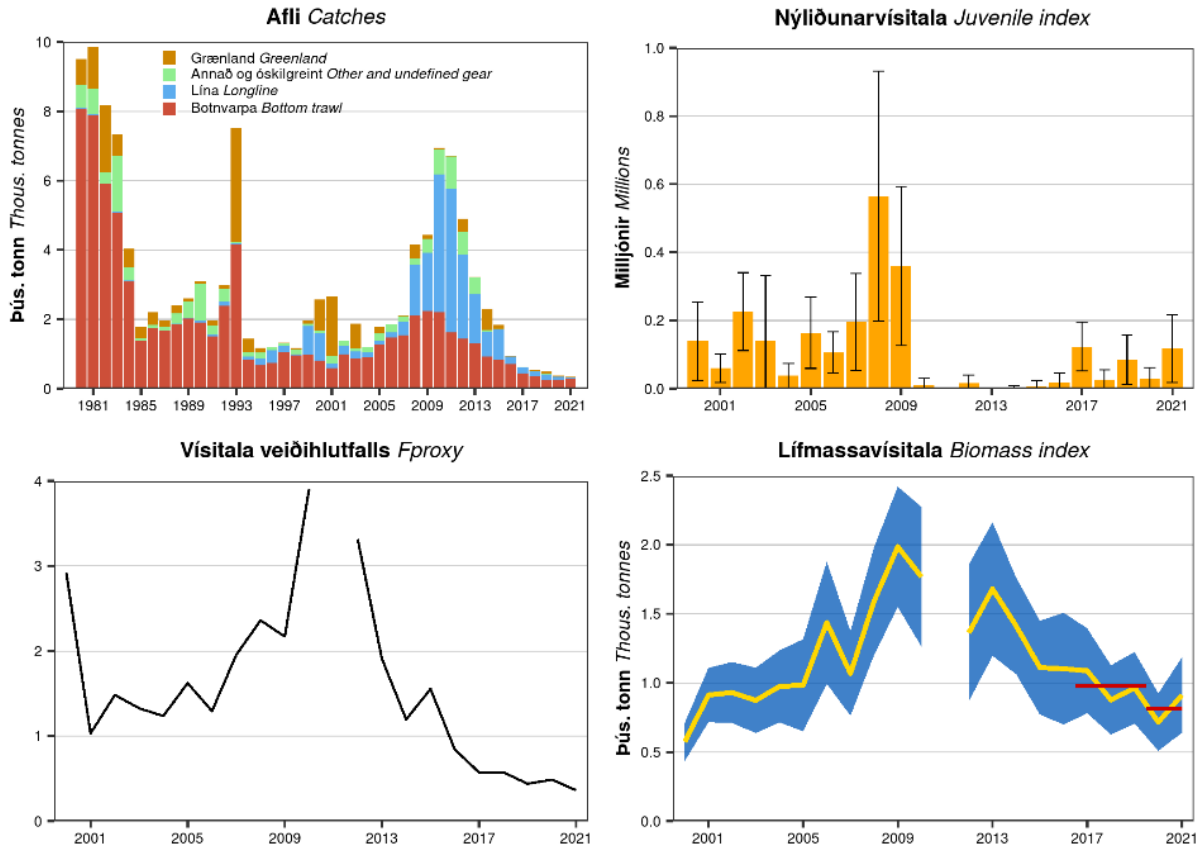 Afli Catches
Þús. tonn Thous. tonnes
10
8
6
4
2
0
Grænland Greenland
Annað og óskilgreint Other and undefined gear
Lína Longline
Botnvarpa Bottom trawl
1981 1985 1989 1993 1997 2001 2005 2009 2013 2017 2021
Nýliðunarvísitala Juvenile index
Milljónir Millions
1.0
0.8
0.6
0.4
0.2
0.0
2001 2005 2009 2013 2017 2021
Vísitala veiðihlutfalls Fproxy
4
3
2
1
0
2001 2005 2009 2013 2017 2021
Lífmassavísitala Biomass index
Þús. tonn Thous. tonnes
2.5
2.0
1.5
1.0
0.5
0.0
2001 2005 2009 2013 2017 2021